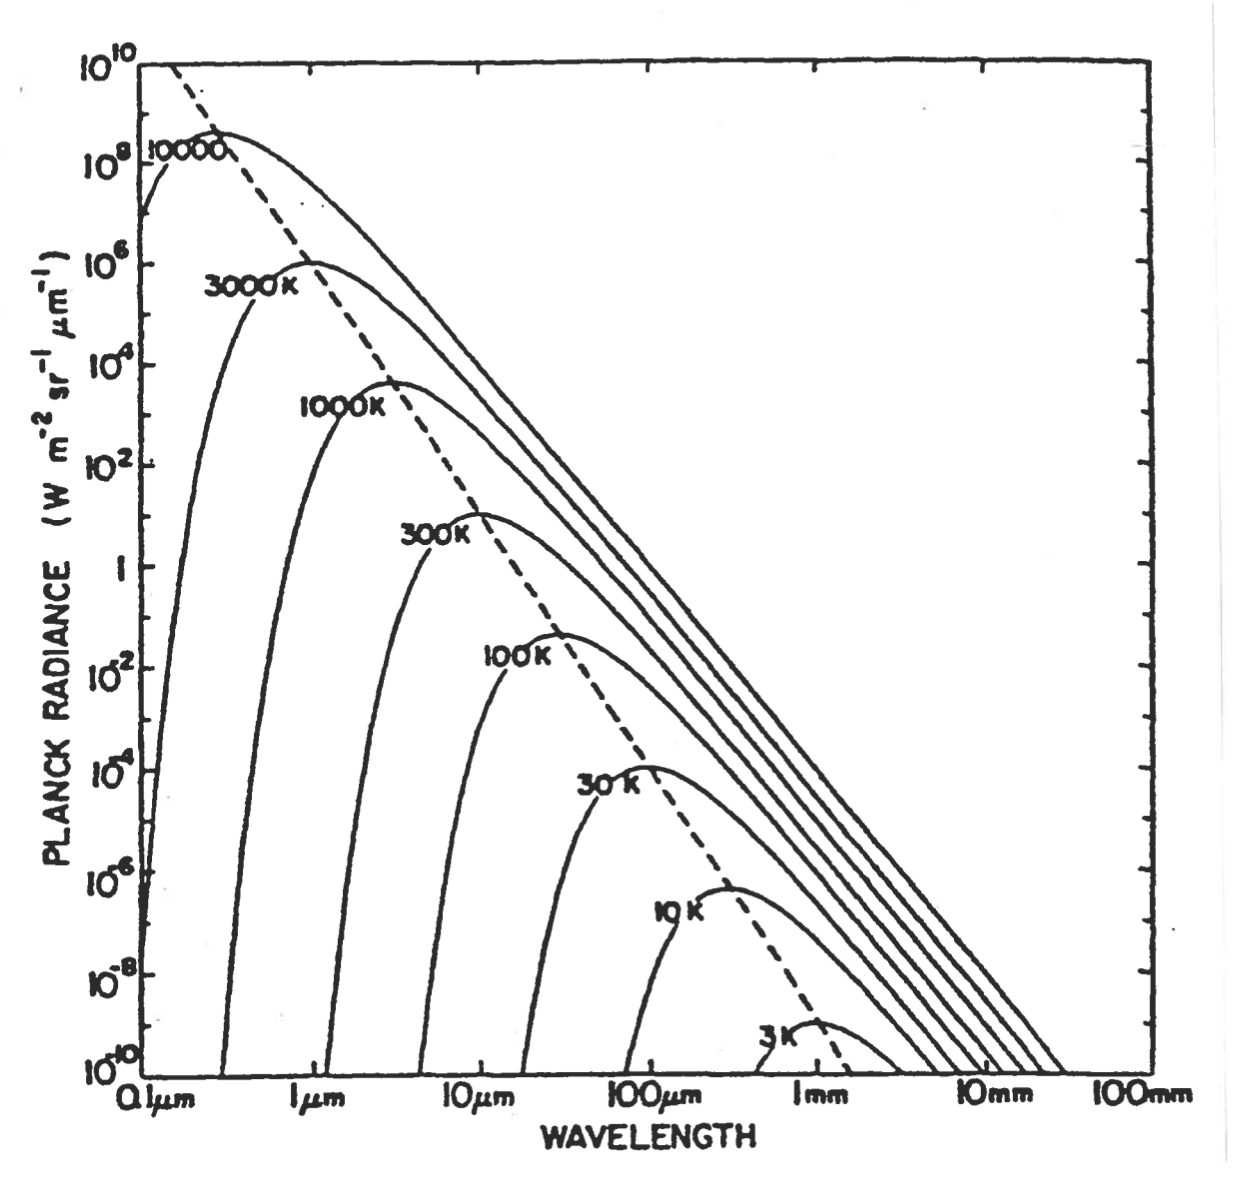 PLANCK RADIANCE (W m⁻² sr⁻¹ μm⁻¹)
10¹⁰
10⁸
10⁶
10⁴
10²
1
10⁻²
10⁻⁴
10⁻⁶
10⁻⁸
10⁻¹⁰
10000
3000K
1000K
300K
100K
30K
10K
3K
0.1μm 1μm 10μm 100μm 1mm 10mm 100mm
WAVELENGTH